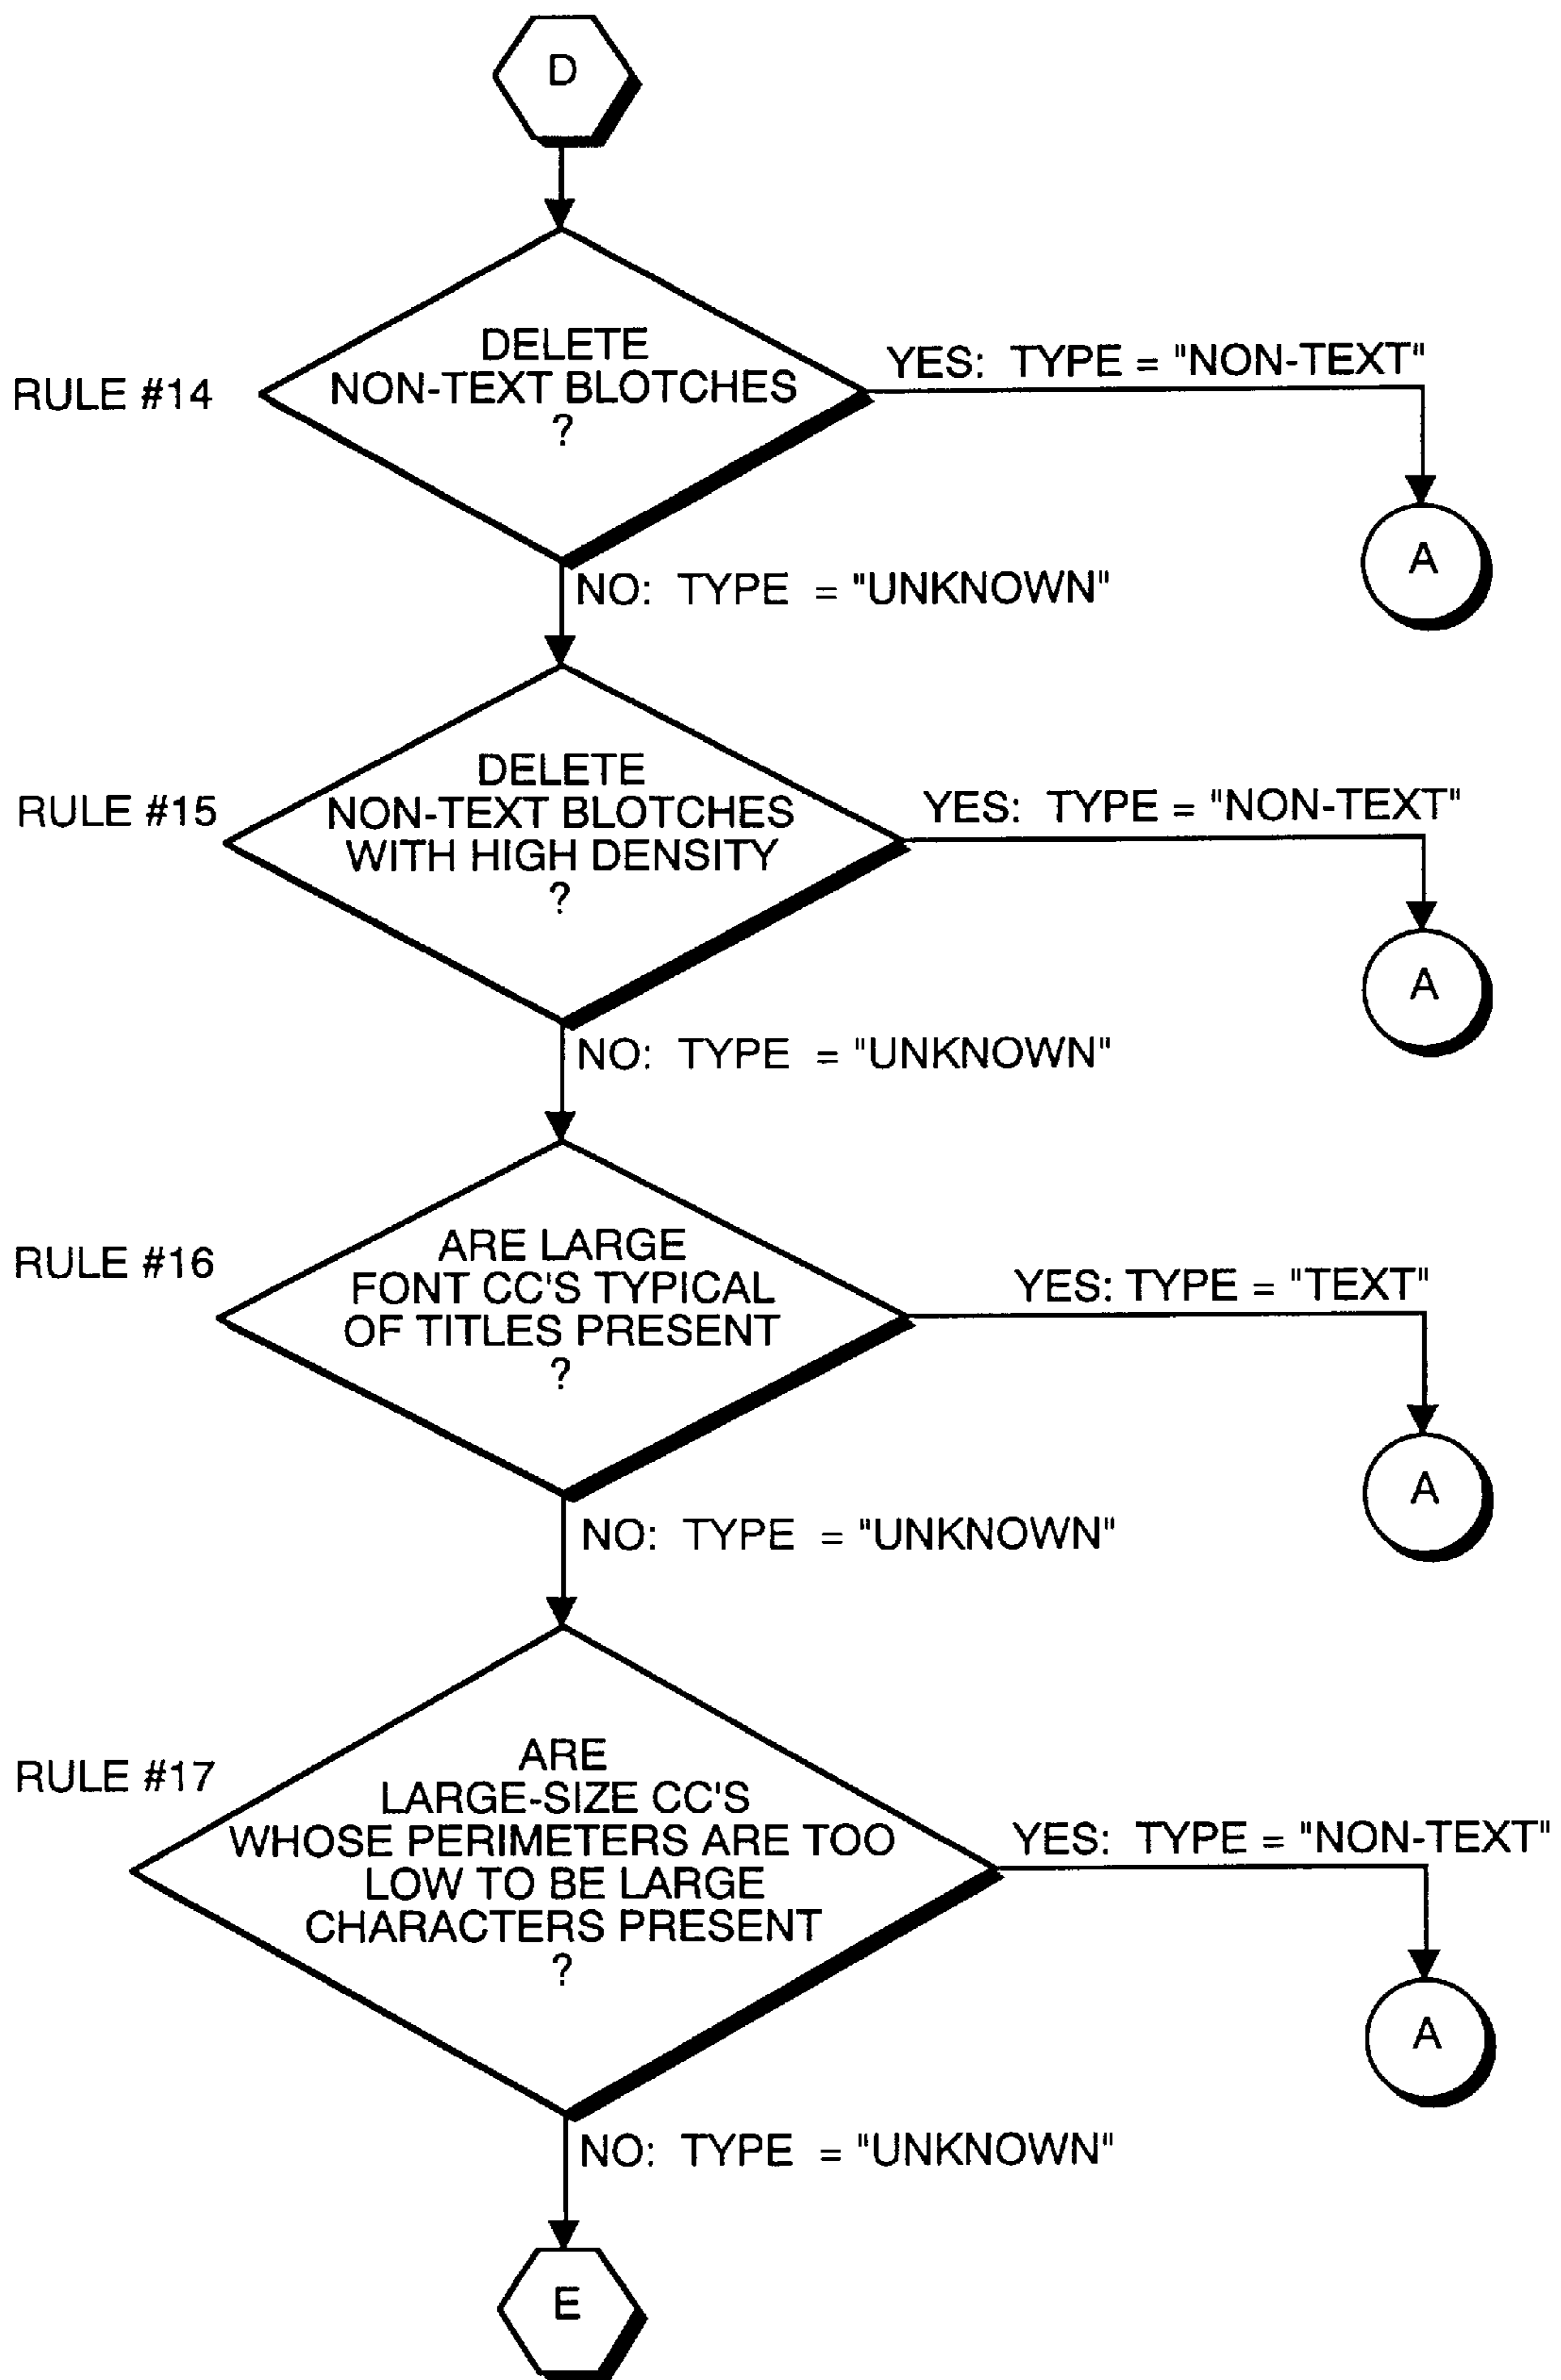 D
DELETE
NON-TEXT BLOTCHES
?
RULE #14
YES: TYPE = "NON-TEXT"
A
NO: TYPE = "UNKNOWN"
DELETE
NON-TEXT BLOTCHES
WITH HIGH DENSITY
?
RULE #15
YES: TYPE = "NON-TEXT"
A
NO: TYPE = "UNKNOWN"
ARE LARGE
FONT CC'S TYPICAL
OF TITLES PRESENT
?
RULE #16
YES: TYPE = "TEXT"
A
NO: TYPE = "UNKNOWN"
ARE
LARGE-SIZE CC'S
WHOSE PERIMETERS ARE TOO
LOW TO BE LARGE
CHARACTERS PRESENT
?
RULE #17
YES: TYPE = "NON-TEXT"
A
NO: TYPE = "UNKNOWN"
E